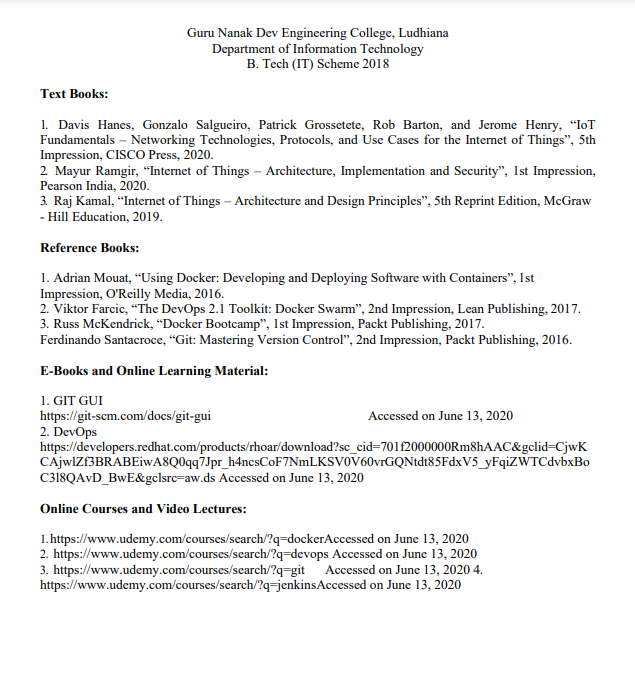 Guru Nanak Dev Engineering College, Ludhiana
Department of Information Technology
B. Tech (IT) Scheme 2018
Text Books:
1. Davis Hanes, Gonzalo Salgueiro, Patrick Grossetete, Rob Barton, and Jerome Henry, “IoT
Fundamentals – Networking Technologies, Protocols, and Use Cases for the Internet of Things”, 5th
Impression, CISCO Press, 2020.
2. Mayur Ramgir, “Internet of Things – Architecture, Implementation and Security”, 1st Impression,
Pearson India, 2020.
3. Raj Kamal, “Internet of Things – Architecture and Design Principles”, 5th Reprint Edition, McGraw
- Hill Education, 2019.
Reference Books:
1. Adrian Mouat, “Using Docker: Developing and Deploying Software with Containers”, 1st
Impression, O'Reilly Media, 2016.
2. Viktor Farcic, “The DevOps 2.1 Toolkit: Docker Swarm”, 2nd Impression, Lean Publishing, 2017.
3. Russ McKendrick, “Docker Bootcamp”, 1st Impression, Packt Publishing, 2017.
Ferdinando Santacroce, “Git: Mastering Version Control”, 2nd Impression, Packt Publishing, 2016.
E-Books and Online Learning Material:
1. GIT GUI
https://git-scm.com/docs/git-gui Accessed on June 13, 2020
2. DevOps
https://developers.redhat.com/products/rhoar/download?sc_cid=701f2000000Rm8hAAC&gclid=CjwK
CAjwlZf3BRABEiwA8Q0qq7Jpr_h4ncsCoF7NmLKSV0V60vrGQNtdt85FdxV5_yFqiZWTCdvbxBo
C3l8QAvD_BwE&gclsrc=aw.ds Accessed on June 13, 2020
Online Courses and Video Lectures:
1.https://www.udemy.com/courses/search/?q=dockerAccessed on June 13, 2020
2. https://www.udemy.com/courses/search/?q=devops Accessed on June 13, 2020
3. https://www.udemy.com/courses/search/?q=git Accessed on June 13, 2020 4.
https://www.udemy.com/courses/search/?q=jenkinsAccessed on June 13, 2020